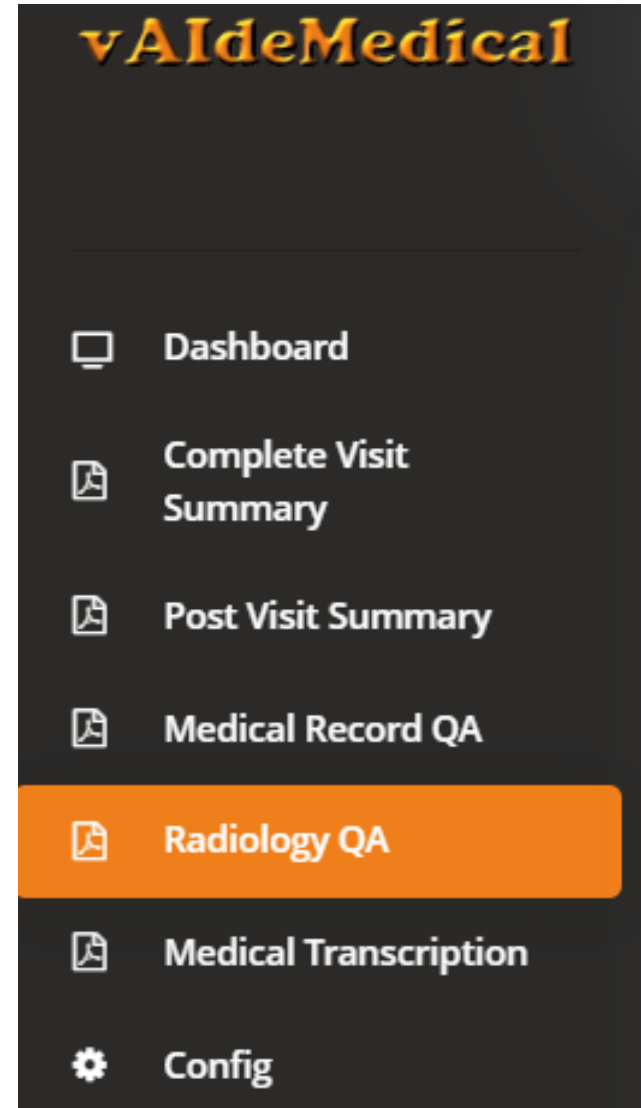 vAIdeMedical
Dashboard
Complete Visit
Summary
Post Visit Summary
Medical Record QA
Radiology QA
Medical Transcription
Config